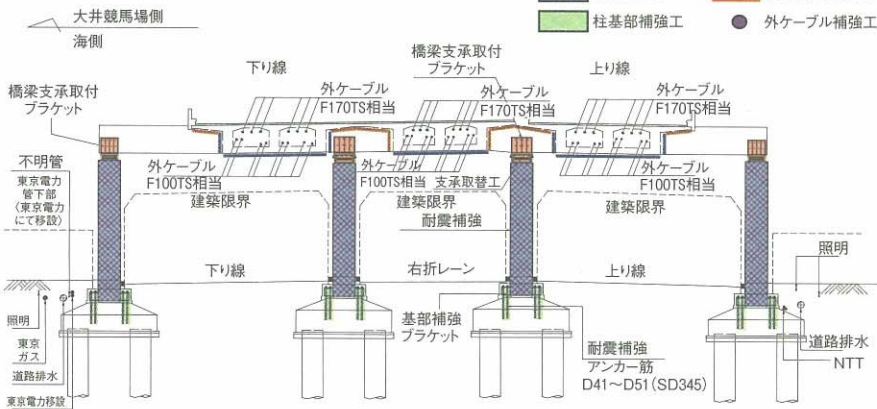 大井競馬場側
海側
柱基部補強工
外ケーブル補強工
下り線
橋梁支承取付
ブラケット
上り線
橋梁支承取付
ブラケット
外ケーブル
F170TS相当
外ケーブル
F170TS相当
外ケーブル
F170TS相当
不明管
東京電力
管下部
(東京電力
にて移設)
外ケーブル
F100TS相当
外ケーブル
F100TS相当
支承取替工
外ケーブル
F100TS相当
建築限界
建築限界
建築限界
耐震補強
下り線
右折レーン
上り線
照明
照明
東京
ガス
道路排水
東京電力移設
基部補強
ブラケット
耐震補強
アンカー筋
D41〜D51(SD345)
道路排水
NTT